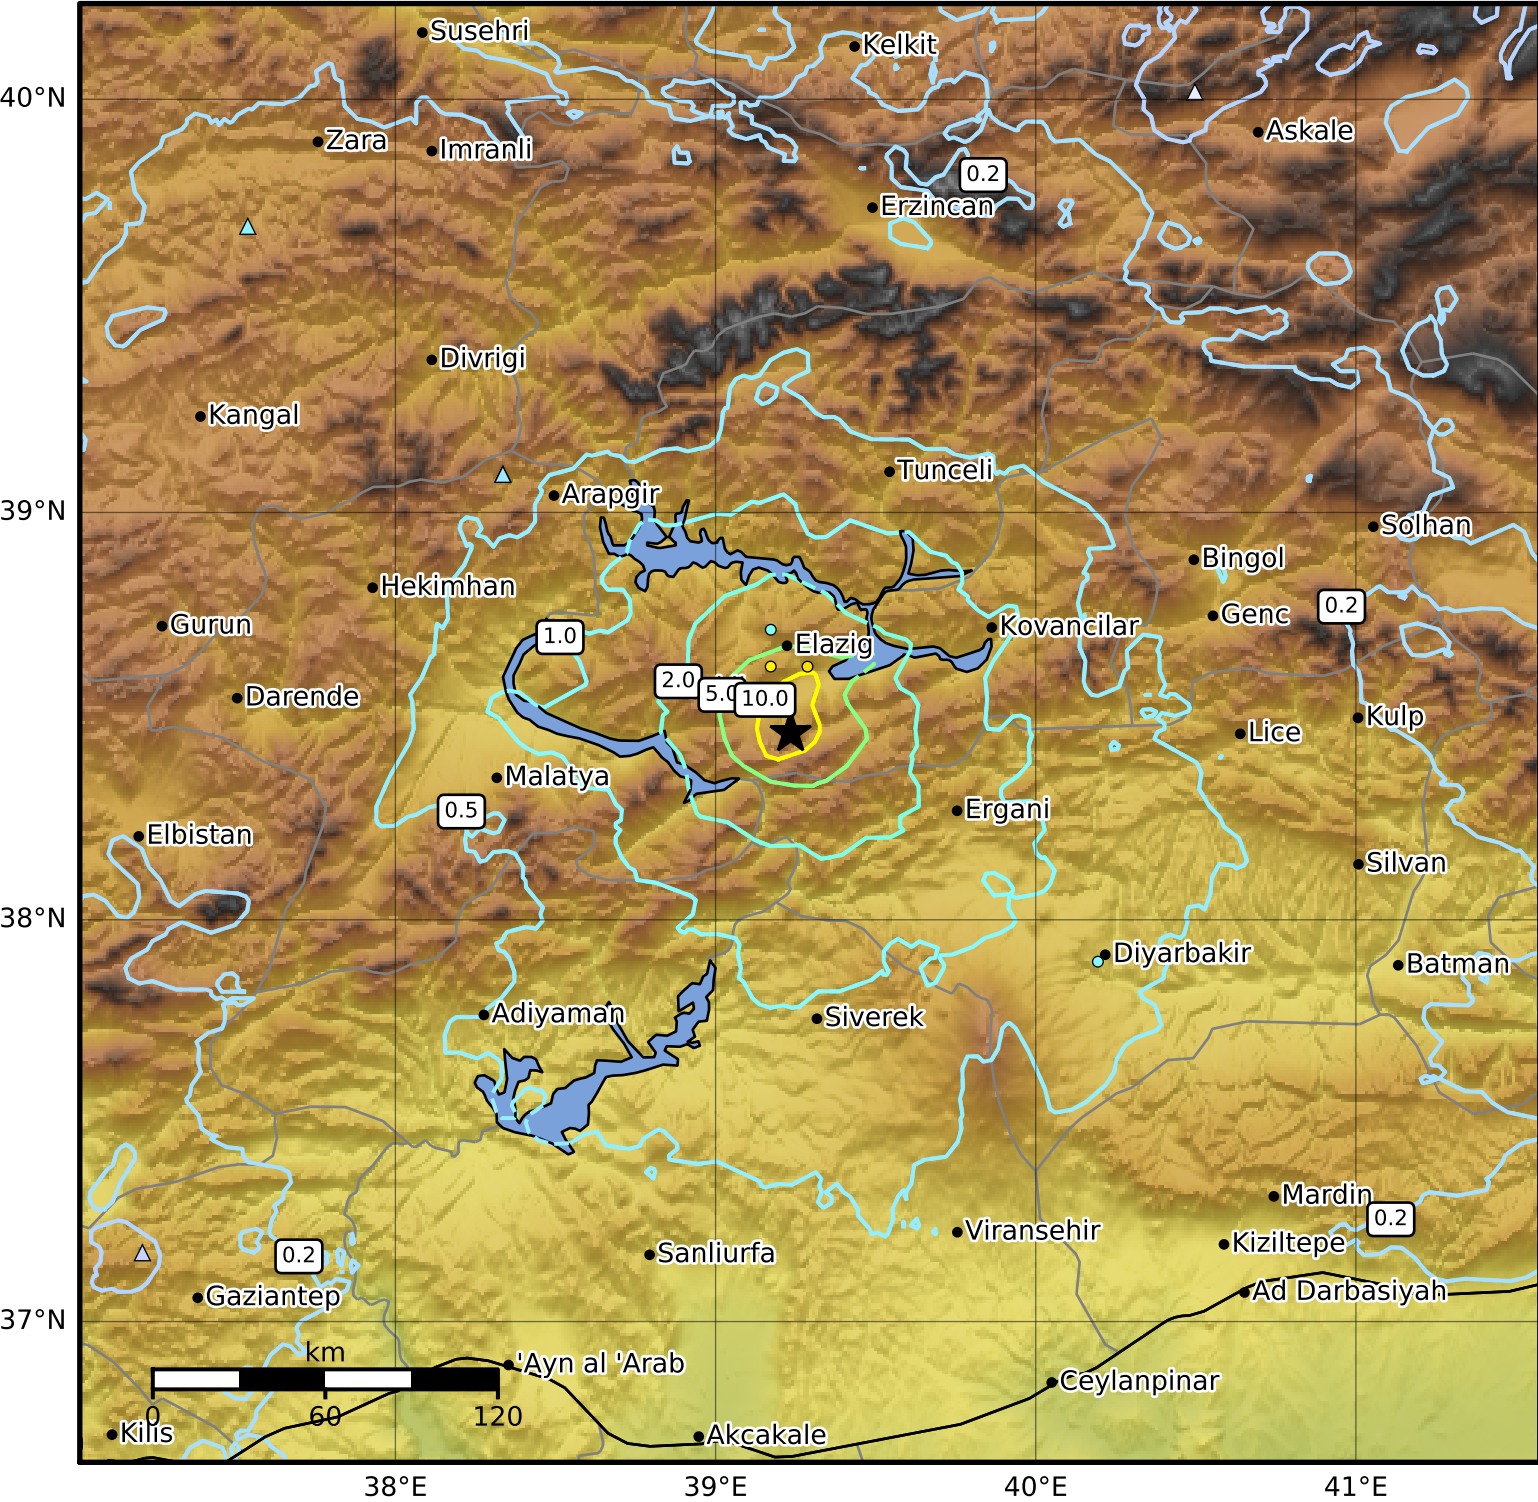 Susehri
Kelkit
40°N
Askale
Zara
Imranli
0.2
Erzincan
Divrigi
Kangal
Tunceli
Arapgir
39°N
Solhan
Bingol
Hekimhan
0.2
Genc
Gurun
Kovancilar
1.0
Elazig
2.0
Darende
5.0
10.0
Kulp
Lice
Malatya
0.5
Ergani
Elbistan
Silvan
38°N
Diyarbakir
Batman
Adiyaman
Siverek
Mardin
0.2
Viransehir
Kiziltepe
0.2
Sanliurfa
Gaziantep
Ad Darbasiyah
37°N
km
'Ayn al 'Arab
Ceylanpinar
0 60 120
Kilis
Akcakale
38°E 39°E 40°E 41°E